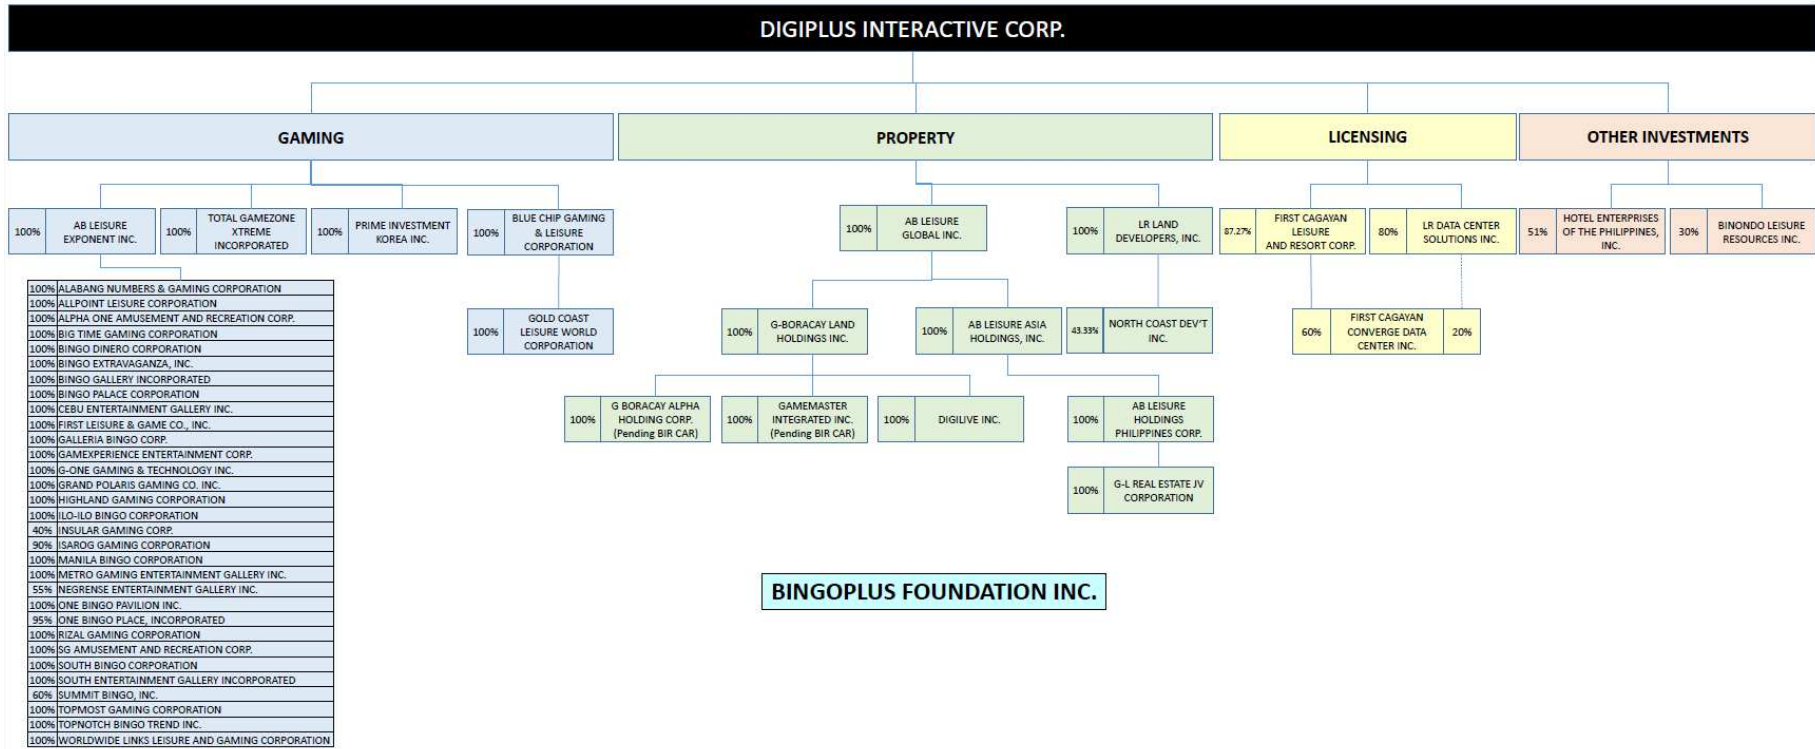 DIGIPLUS INTERACTIVE CORP.
GAMING
PROPERTY
LICENSING
OTHER INVESTMENTS
100%
AB LEISURE
EXPONENT INC.
100%
TOTAL GAMEZONE
XTREME
INCORPORATED
100%
PRIME INVESTMENT
KOREA INC.
100%
BLUE CHIP GAMING
& LEISURE
CORPORATION
100%
AB LEISURE
GLOBAL INC.
100%
LR LAND
DEVELOPERS, INC.
87.27%
FIRST CAGAYAN
LEISURE
AND RESORT CORP.
80%
LR DATA CENTER
SOLUTIONS INC.
51%
HOTEL ENTERPRISES
OF THE PHILIPPINES,
INC.
30%
BINONDO LEISURE
RESOURCES INC.
100% ALABANG NUMBERS & GAMING CORPORATION
100% ALLPOINT LEISURE CORPORATION
100% ALPHA ONE AMUSEMENT AND RECREATION CORP.
100% BIG TIME GAMING CORPORATION
100% BINGO DINERO CORPORATION
100% BINGO EXTRAVAGANZA, INC.
100% BINGO GALLERY INCORPORATED
100% BINGO PALACE CORPORATION
100% CEBU ENTERTAINMENT GALLERY INC.
100% FIRST LEISURE & GAME CO., INC.
100% GALLERIA BINGO CORP.
100% GAMEXPERIENCE ENTERTAINMENT CORP.
100% G-ONE GAMING & TECHNOLOGY INC.
100% GRAND POLARIS GAMING CO. INC.
100% HIGHLAND GAMING CORPORATION
100% ILO-ILO BINGO CORPORATION
40% INSULAR GAMING CORP.
90% ISAROG GAMING CORPORATION
100% MANILA BINGO CORPORATION
100% METRO GAMING ENTERTAINMENT GALLERY INC.
55% NEGRENSE ENTERTAINMENT GALLERY INC.
100% ONE BINGO PAVILION INC.
95% ONE BINGO PLACE, INCORPORATED
100% RIZAL GAMING CORPORATION
100% SG AMUSEMENT AND RECREATION CORP.
100% SOUTH BINGO CORPORATION
100% SOUTH ENTERTAINMENT GALLERY INCORPORATED
60% SUMMIT BINGO, INC.
100% TOPMOST GAMING CORPORATION
100% TOPNOTCH BINGO TREND INC.
100% WORLDWIDE LINKS LEISURE AND GAMING CORPORATION
100%
GOLD COAST
LEISURE WORLD
CORPORATION
100%
G-BORACAY LAND
HOLDINGS INC.
100%
AB LEISURE ASIA
HOLDINGS, INC.
43.33%
NORTH COAST DEV'T
INC.
60%
FIRST CAGAYAN
CONVERGE DATA
CENTER INC.
20%
100%
G BORACAY ALPHA
HOLDING CORP.
(Pending BIR CAR)
100%
GAMEMASTER
INTEGRATED INC.
(Pending BIR CAR)
100%
DIGILIVE INC.
100%
AB LEISURE
HOLDINGS
PHILIPPINES CORP.
100%
G-L REAL ESTATE JV
CORPORATION
BINGOPLUS FOUNDATION INC.